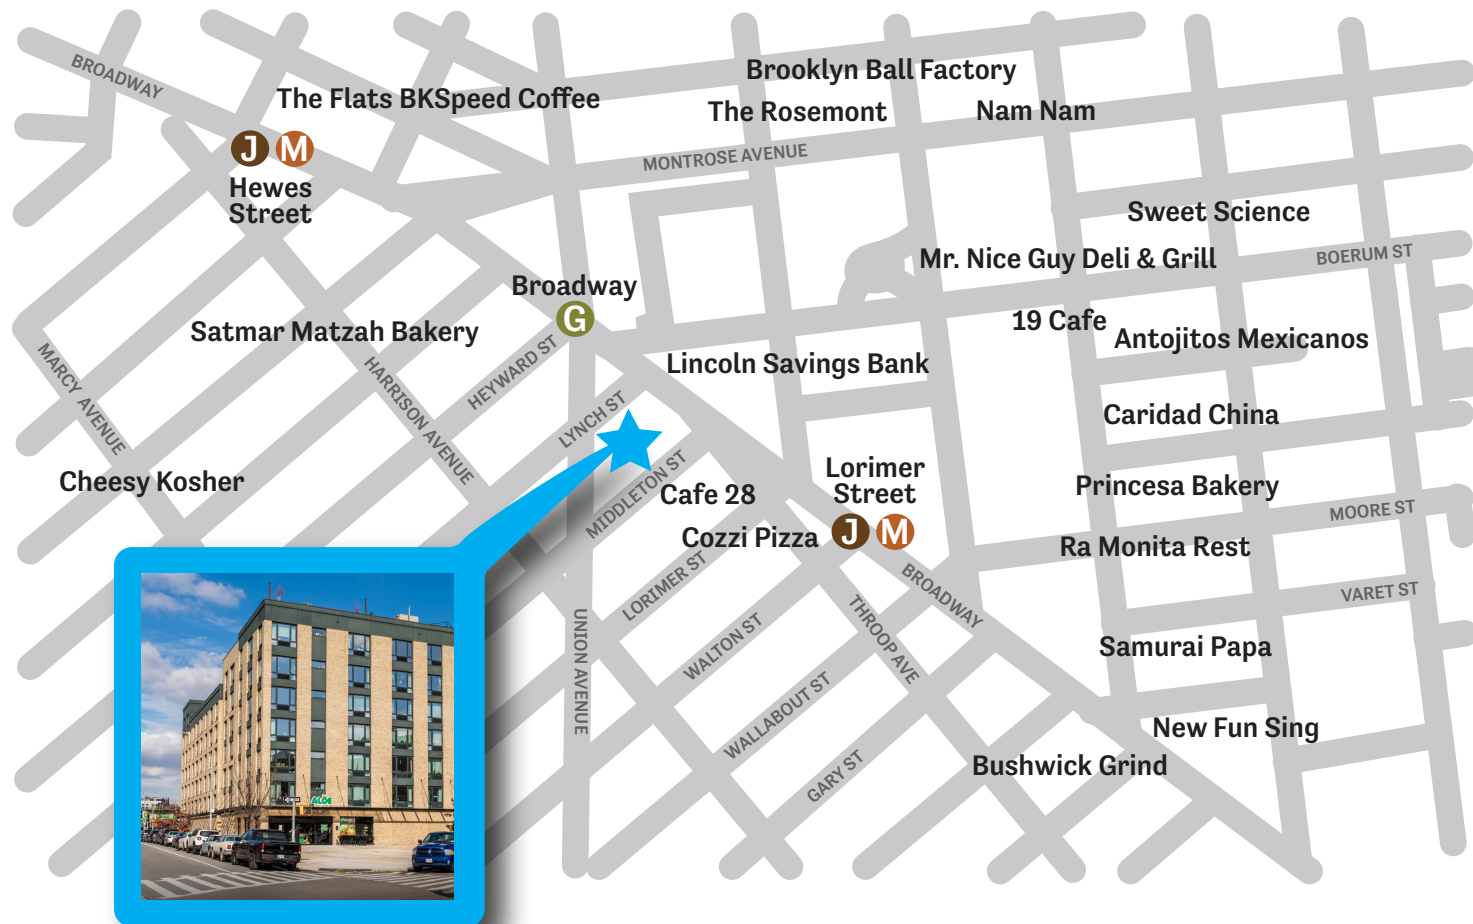 BROADWAY
Brooklyn Ball Factory
The Flats BKSpeed Coffee
The Rosemont
Nam Nam
J M
Hewes
Street
MONTROSE AVENUE
Sweet Science
Mr. Nice Guy Deli & Grill
BOERUM ST
Broadway
G
19 Cafe
Satmar Matzah Bakery
Antojitos Mexicanos
HEYWARD ST
Lincoln Savings Bank
MARCY AVENUE
HARRISON AVENUE
LYNCH ST
Caridad China
Cheesy Kosher
MIDDLETON ST
Cafe 28
Lorimer
Street
J M
Princesa Bakery
MOORE ST
Cozzi Pizza
Ra Monita Rest
LORIMER ST
BROADWAY
VARET ST
UNION AVENUE
WALTON ST
THROOP AVE
Samurai Papa
WALLABOUT ST
New Fun Sing
GARY ST
Bushwick Grind
ALOE